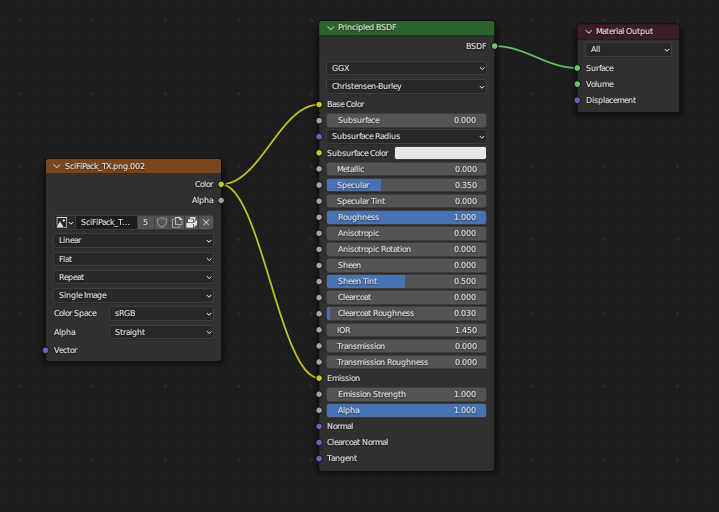 SciFiPack_TX.png.002
Color
Alpha
SciFiPack_T...
5
Linear
Flat
Repeat
Single Image
Color Space
sRGB
Alpha
Straight
Vector
Principled BSDF
BSDF
GGX
Christensen-Burley
Base Color
Subsurface 0.000
Subsurface Radius
Subsurface Color
Metallic 0.000
Specular 0.350
Specular Tint 0.000
Roughness 1.000
Anisotropic 0.000
Anisotropic Rotation 0.000
Sheen 0.000
Sheen Tint 0.500
Clearcoat 0.000
Clearcoat Roughness 0.030
IOR 1.450
Transmission 0.000
Transmission Roughness 0.000
Emission
Emission Strength 1.000
Alpha 1.000
Normal
Clearcoat Normal
Tangent
Material Output
All
Surface
Volume
Displacement